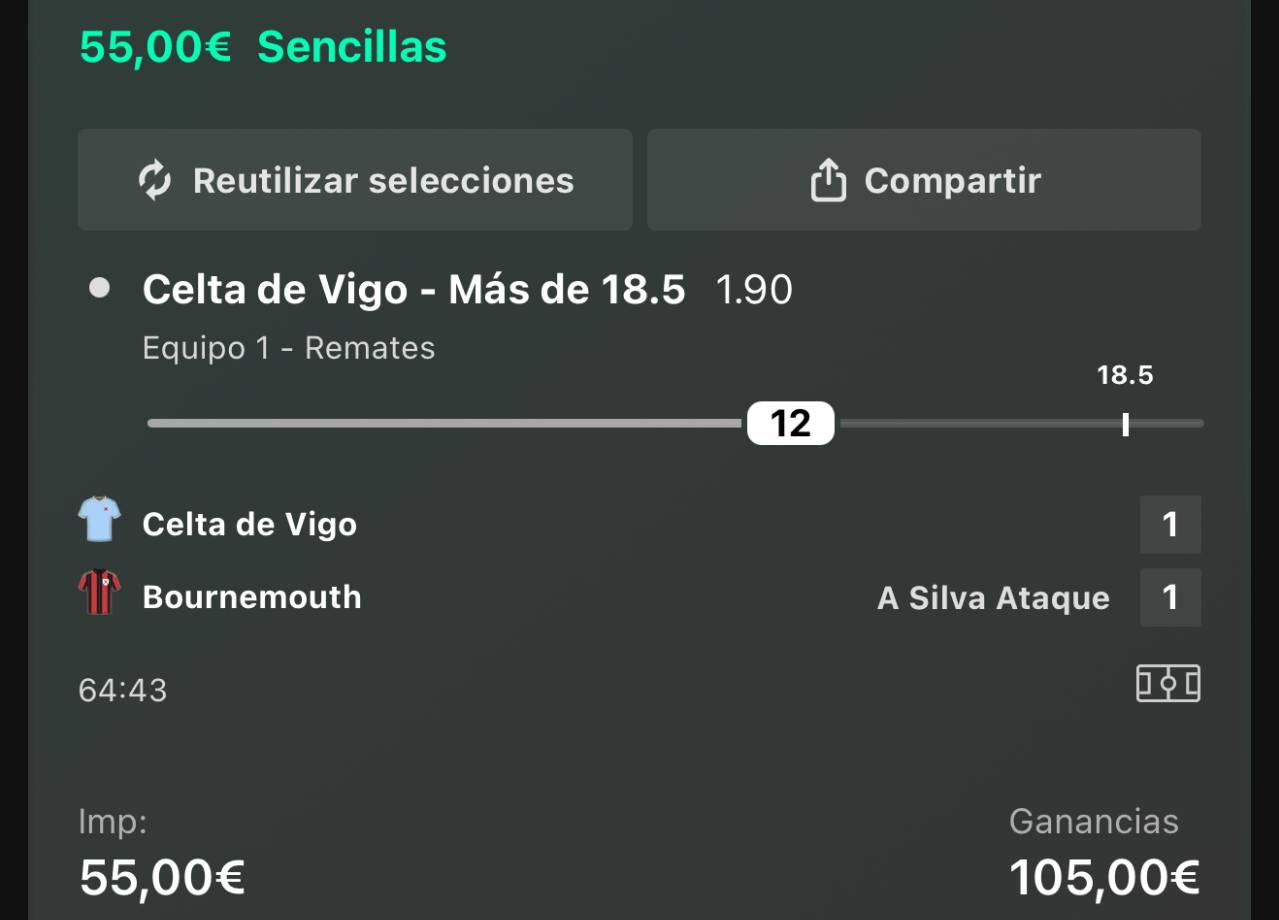 55,00€ Sencillas
Reutilizar selecciones
Compartir
Celta de Vigo - Más de 18.5 1.90
Equipo 1 - Remates
18.5
12
Celta de Vigo 1
Bournemouth A Silva Ataque 1
64:43
Imp: Ganancias
55,00€ 105,00€